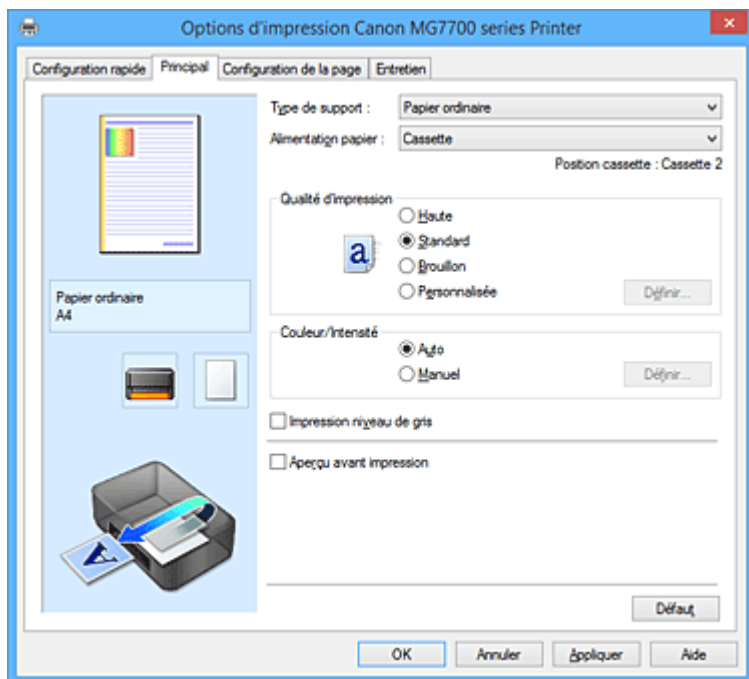 Options d'impression Canon MG7700 series Printer
Configuration rapide Principal Configuration de la page Entretien
Type de support : Papier ordinaire
Alimentation papier : Cassette
Position cassette : Cassette 2
Qualité d'impression
Haute
a Standard
Brouillon
Personnalisée Définir...
Papier ordinaire
A4
Couleur/Intensité
Auto
Manuel Définir...
Impression niveau de gris
Aperçu avant impression
A
Défaut
OK Annuler Appliquer Aide